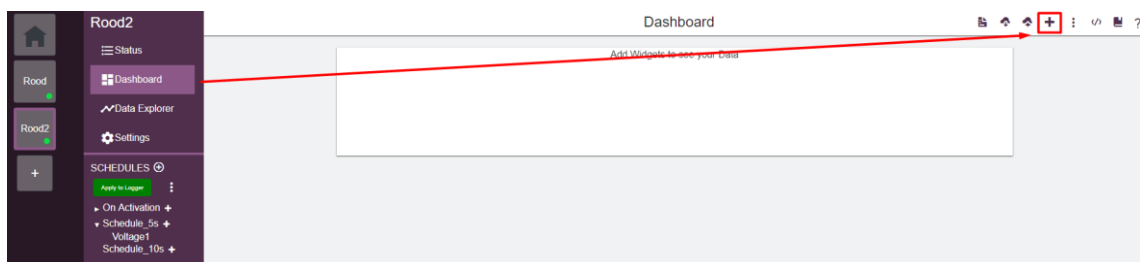 Rood2
Dashboard
?
Status
Add Widgets to see your Data
Rood
Dashboard
Data Explorer
Rood2
Settings
+
SCHEDULES
Apply to Logger
On Activation +
Schedule_5s +
Voltage1
Schedule_10s +